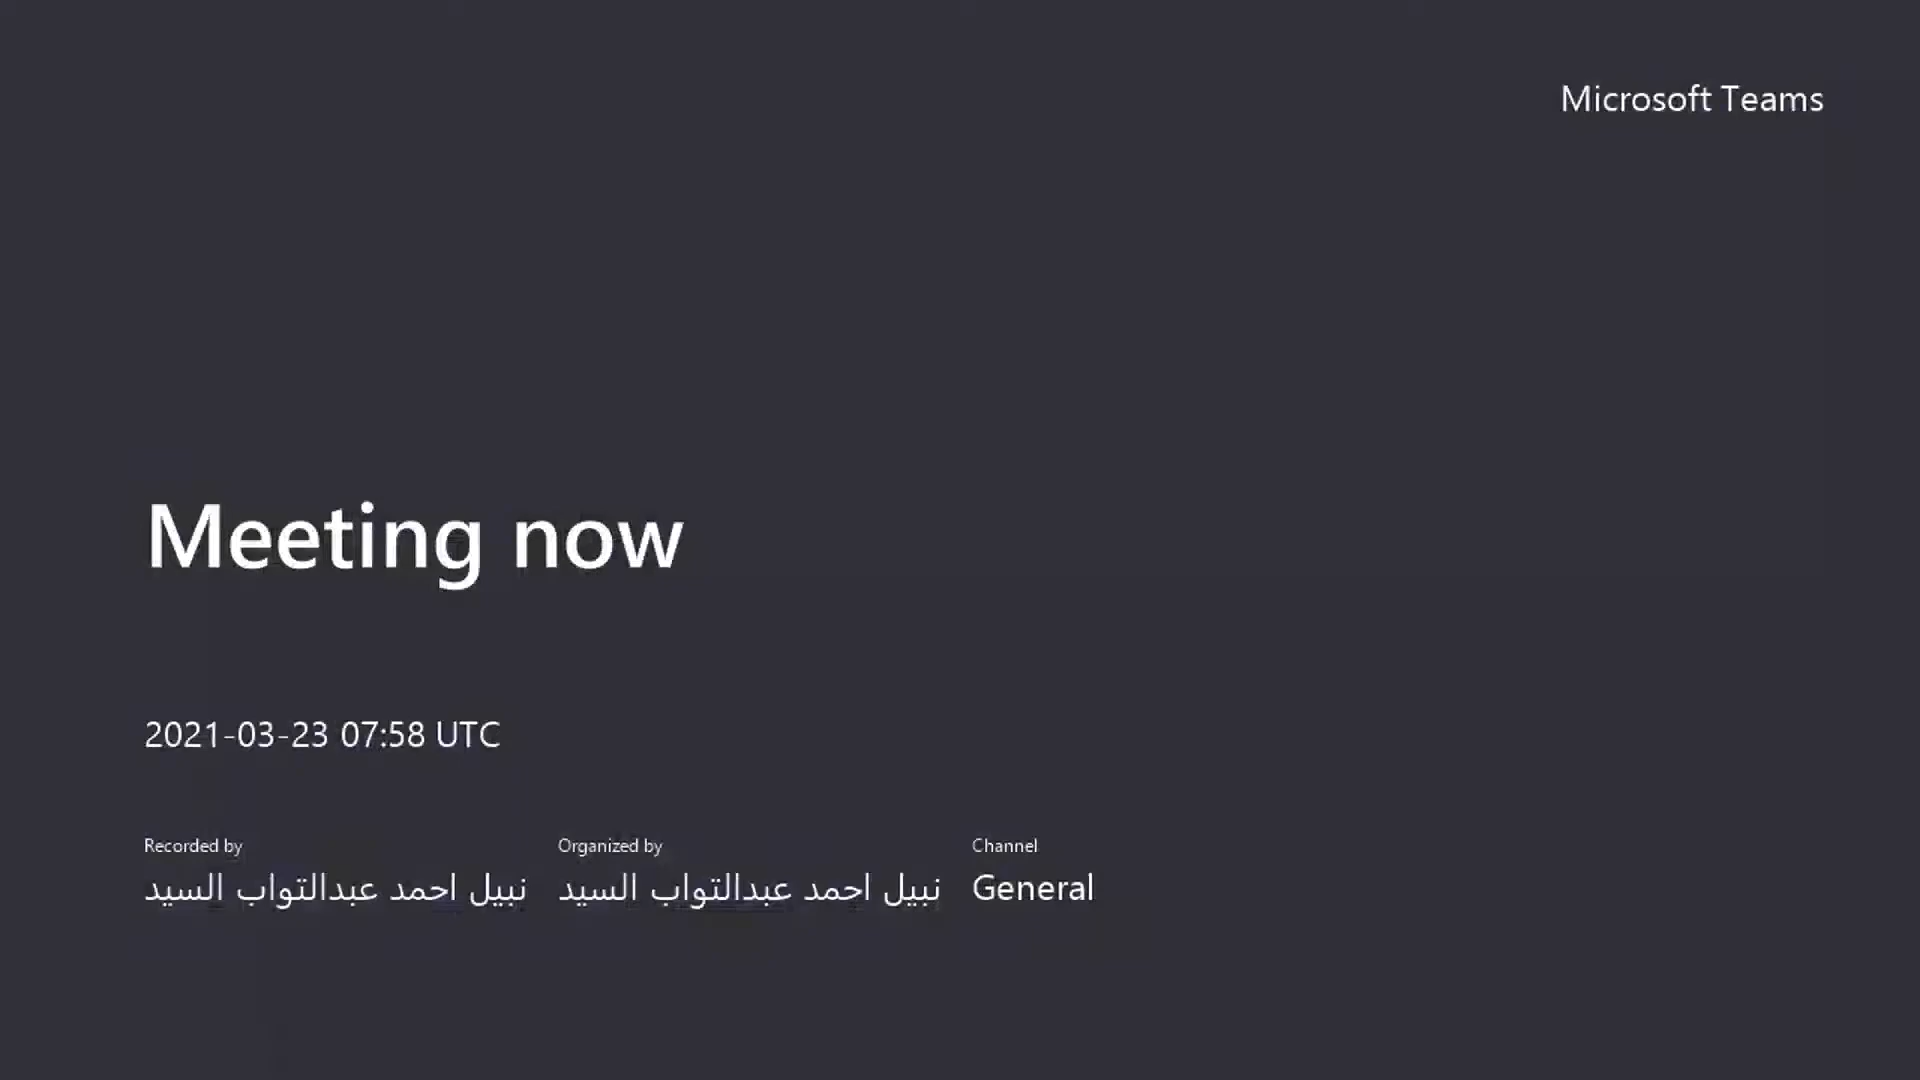 Microsoft Teams
Meeting now
2021-03-23 07:58 UTC
Recorded by
نبيل احمد عبدالتواب السيد
Organized by
نبيل احمد عبدالتواب السيد
Channel
General